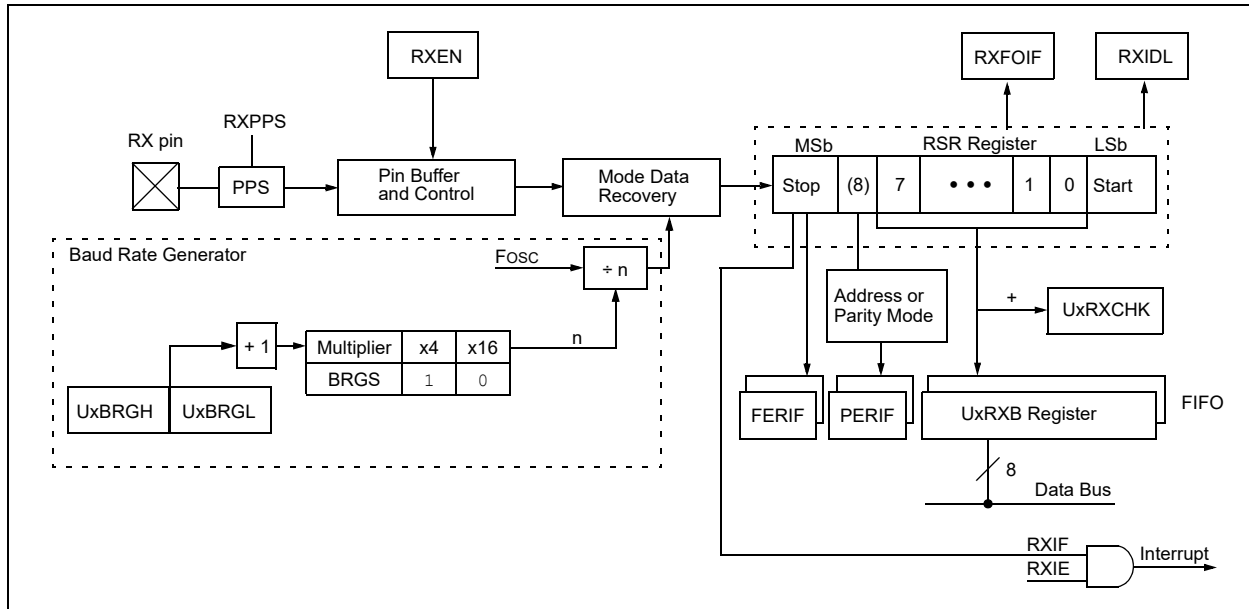 RXEN
RXFOIF
RXIDL
RXPPS
RX pin
PPS
Pin Buffer
and Control
Mode Data
Recovery
MSb RSR Register LSb
Stop (8) 7 • • • 1 0 Start
Baud Rate Generator
FOSC
÷ n
n
+ 1
Multiplier x4 x16
BRGS 1 0
UxBRGH UxBRGL
Address or
Parity Mode
+
UxRXCHK
FERIF
PERIF
UxRXB Register
FIFO
8
Data Bus
RXIF
RXIE
Interrupt